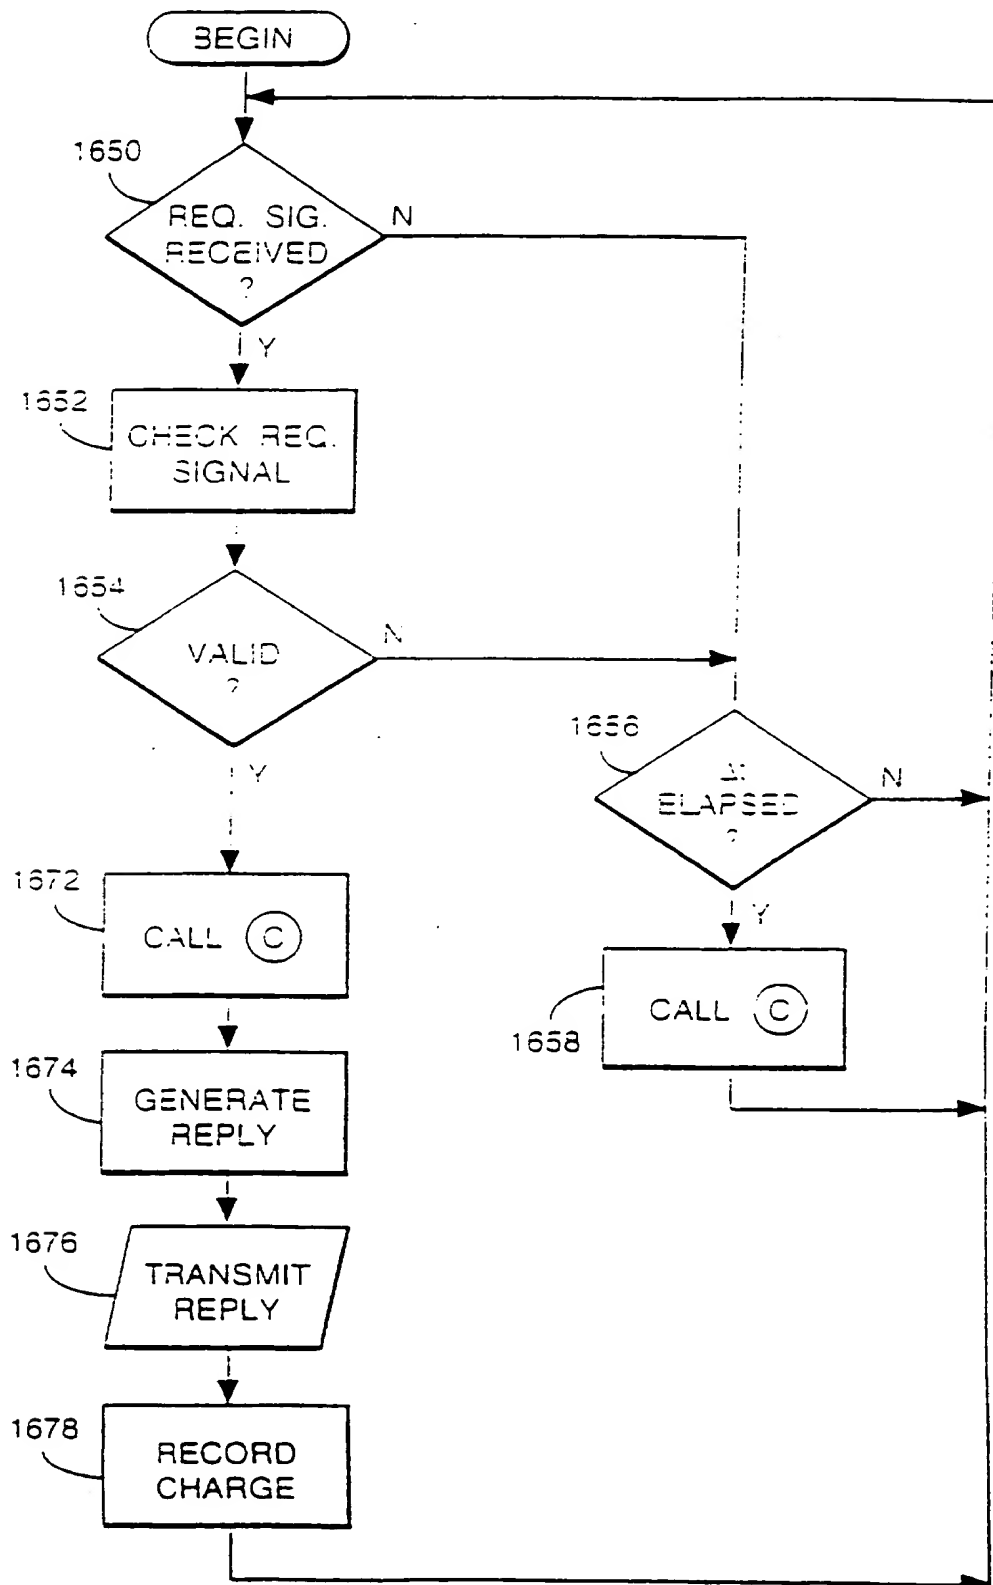 BEGIN
1650
REQ. SIG.
RECEIVED
?
N
Y
1652
CHECK REQ.
SIGNAL
1654
VALID
?
N
Y
1656
ELAPSED
?
N
Y
1672
CALL C
1658
CALL C
1674
GENERATE
REPLY
1676
TRANSMIT
REPLY
1678
RECORD
CHARGE